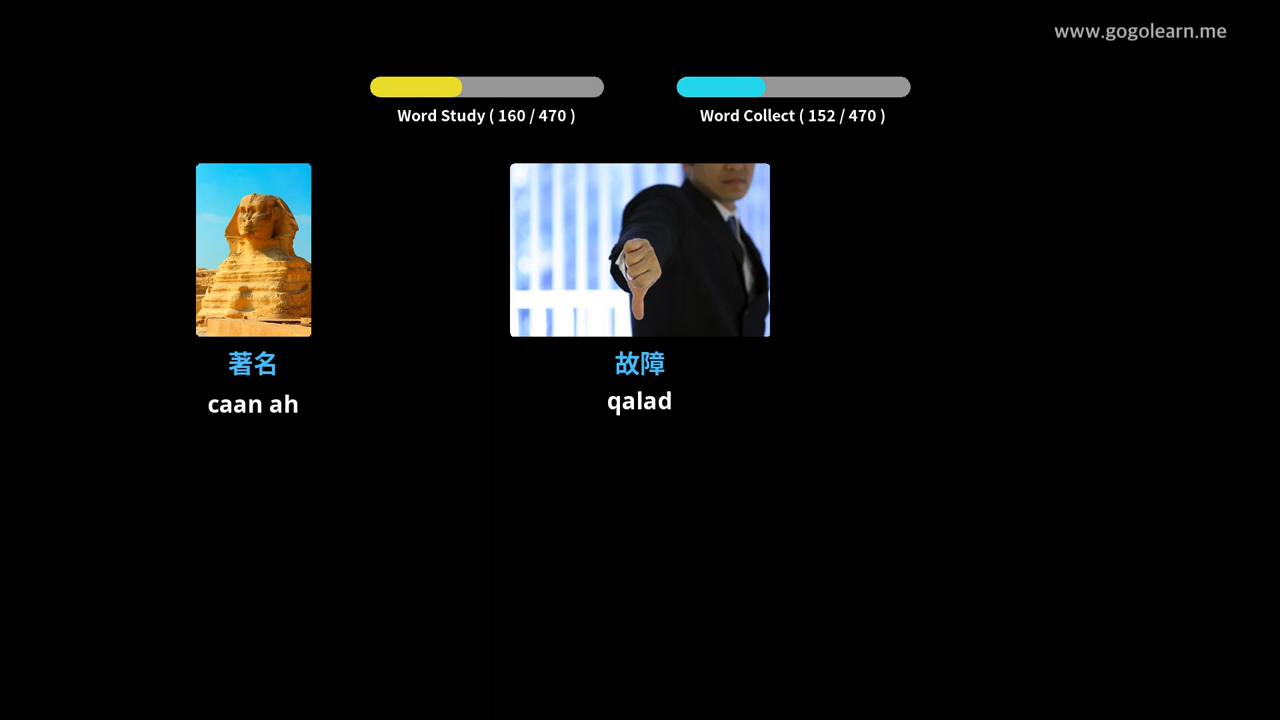 www.gogolearn.me
Word Study ( 160 / 470 )
Word Collect ( 152 / 470 )
著名
caan ah
故障
qalad